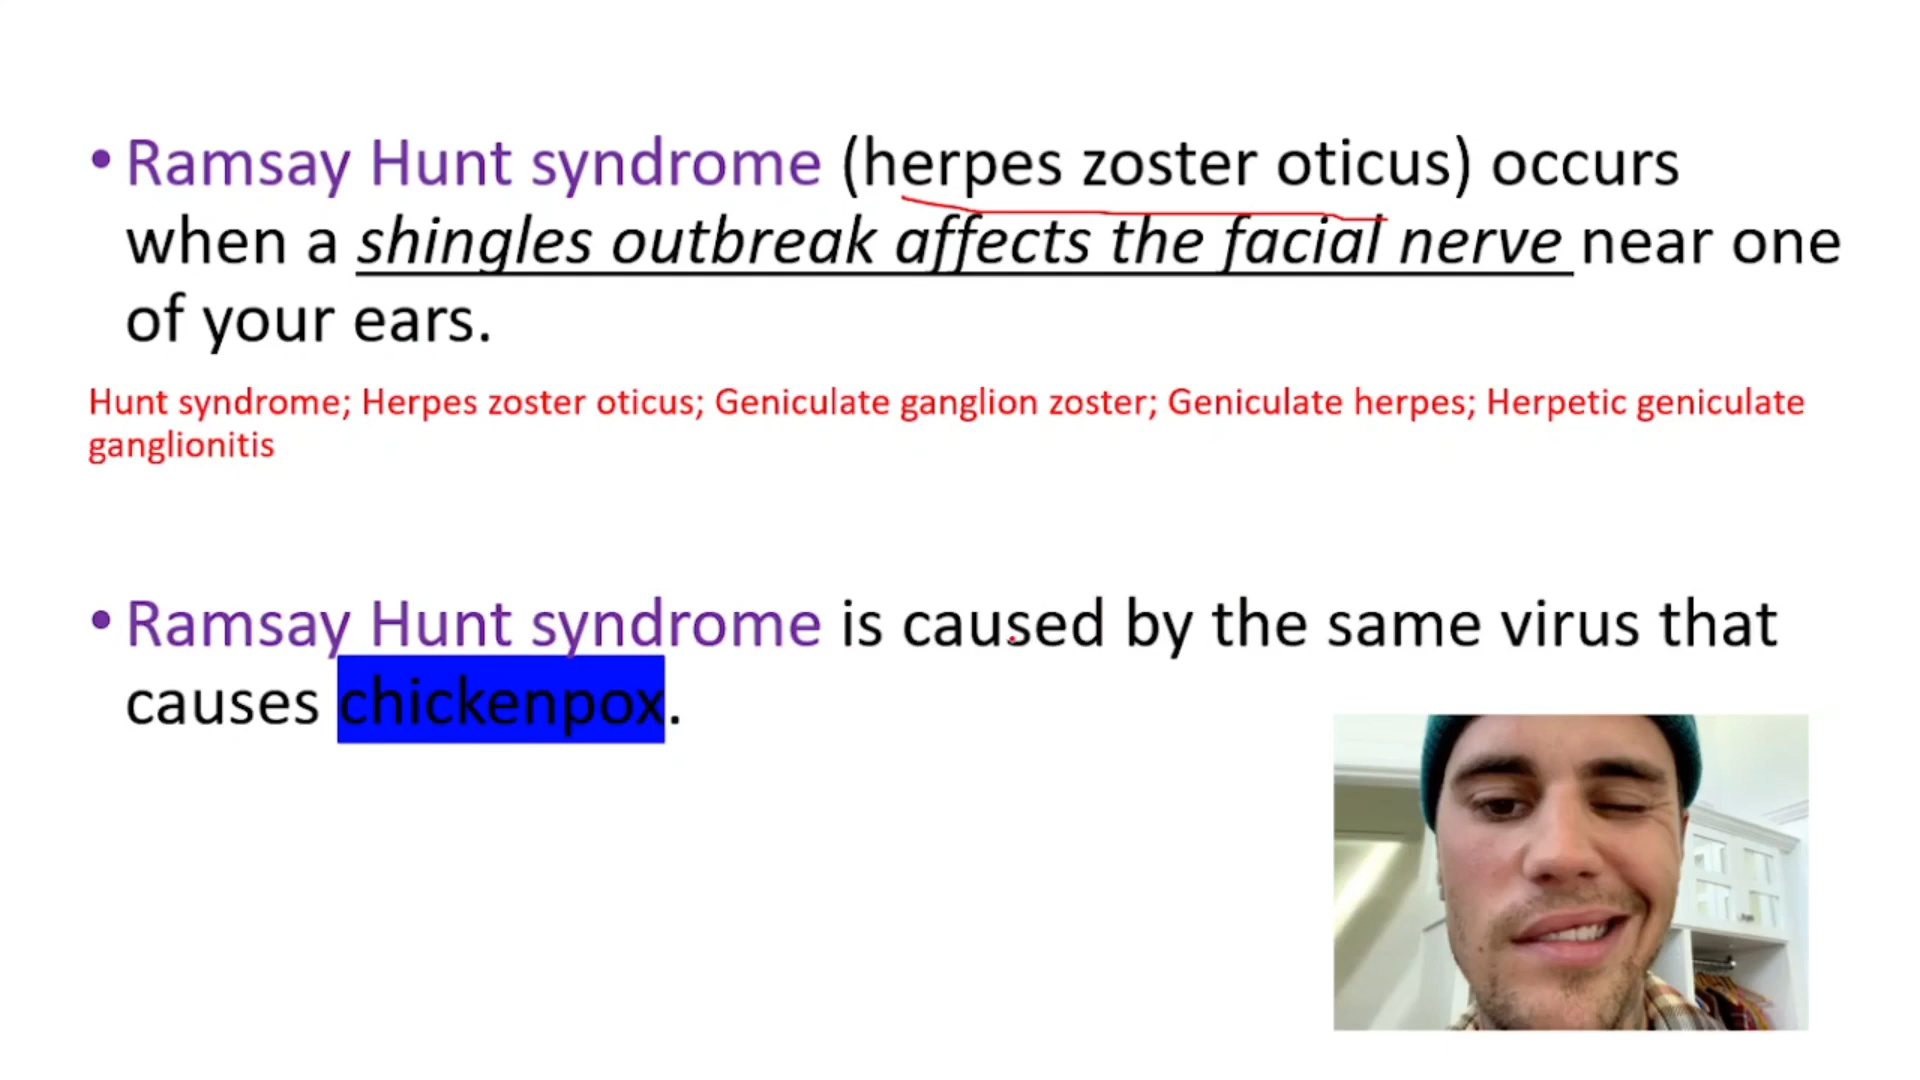 • Ramsay Hunt syndrome (herpes zoster oticus) occurs
when a shingles outbreak affects the facial nerve near one
of your ears.
Hunt syndrome; Herpes zoster oticus; Geniculate ganglion zoster; Geniculate herpes; Herpetic geniculate
ganglionitis
• Ramsay Hunt syndrome is caused by the same virus that
causes chickenpox.